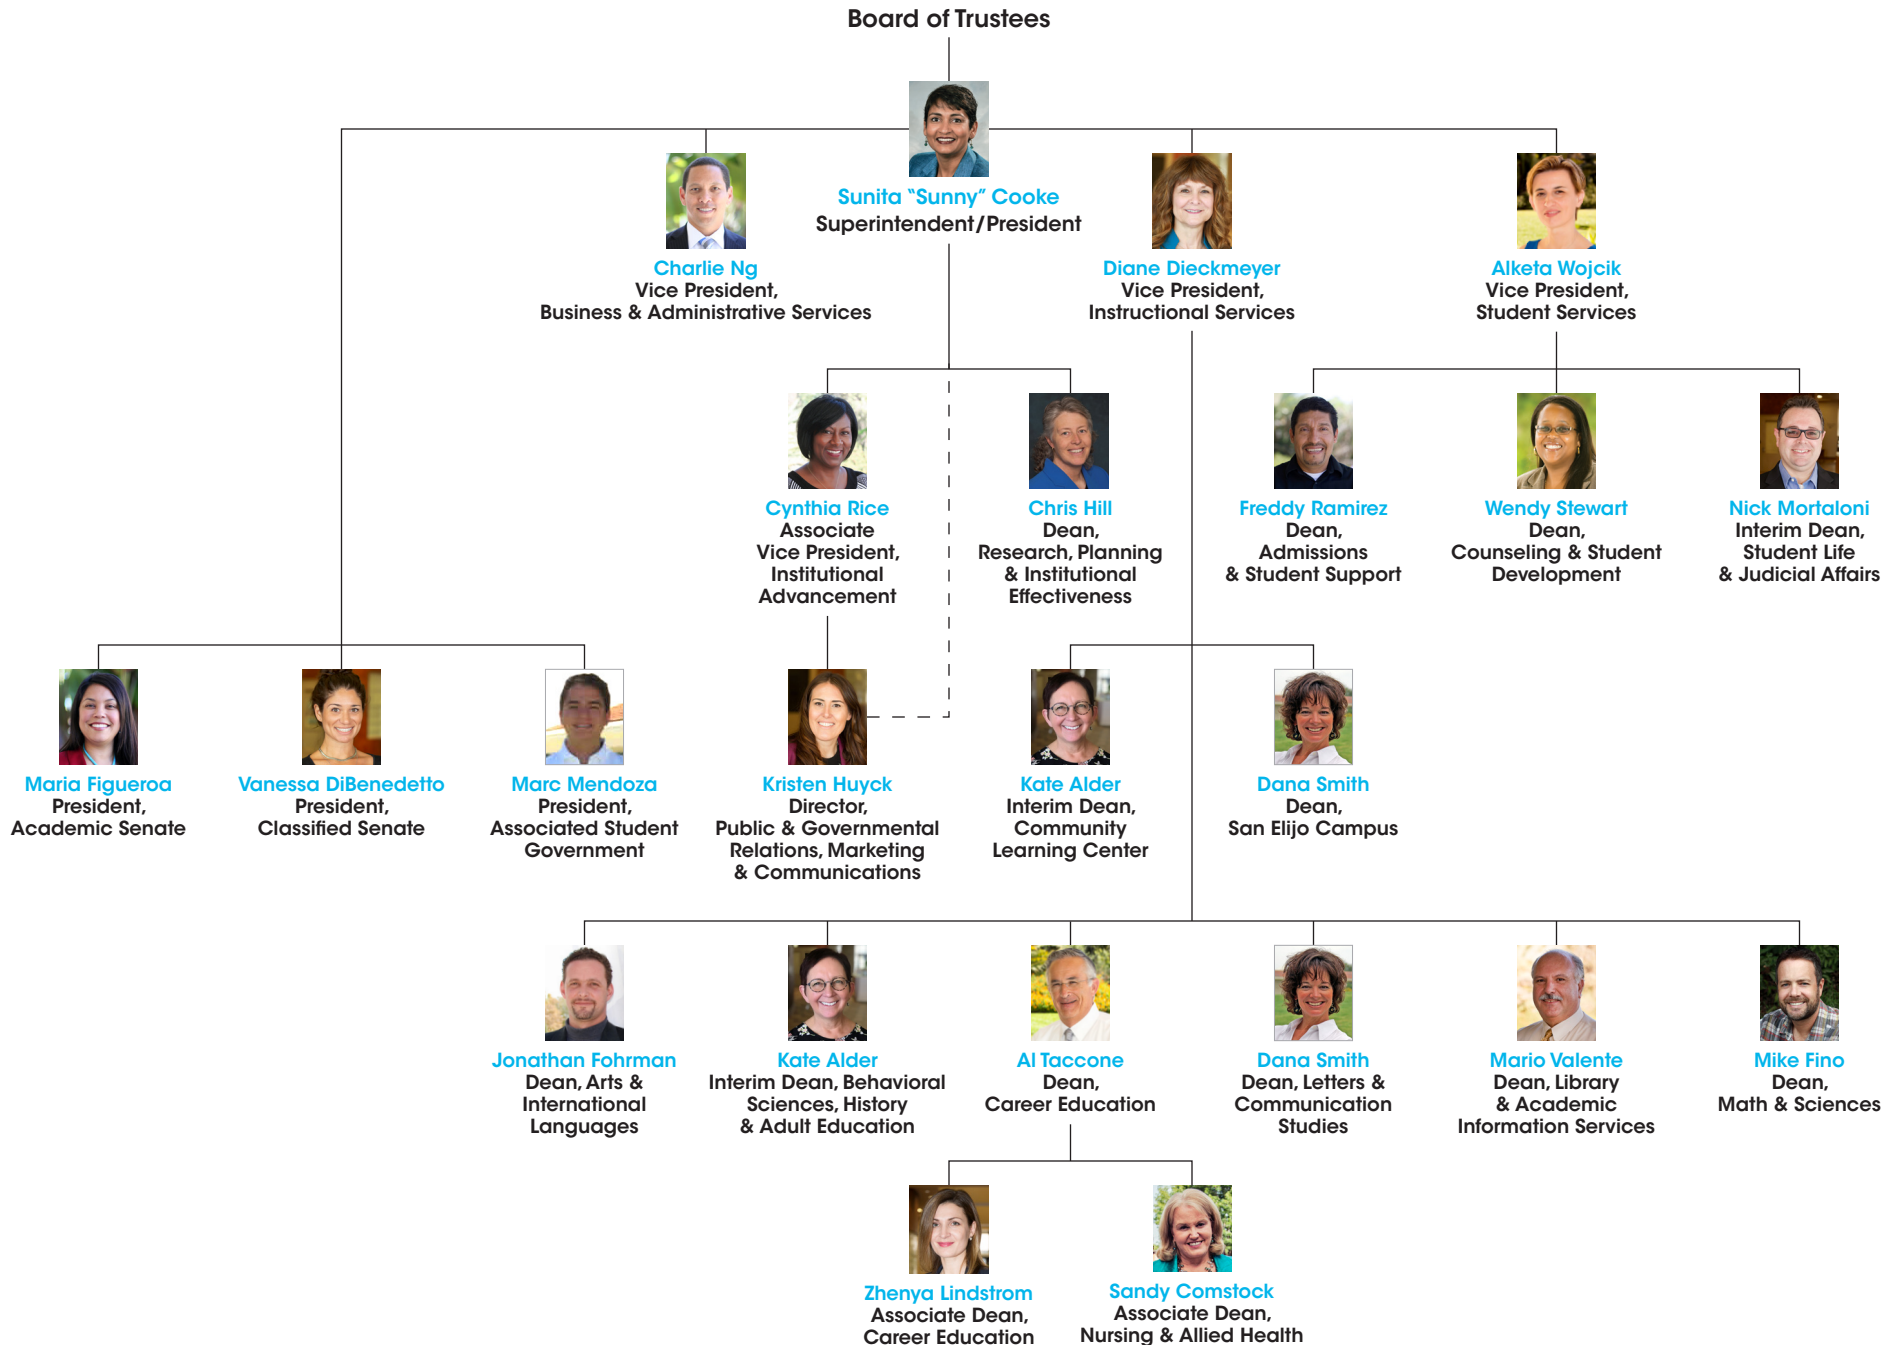 Board of Trustees
Sunita “Sunny” Cooke
Superintendent/President
Charlie Ng
Vice President,
Business & Administrative Services
Diane Dieckmeyer
Vice President,
Instructional Services
Alketa Wojcik
Vice President,
Student Services
Cynthia Rice
Associate
Vice President,
Institutional
Advancement
Chris Hill
Dean,
Research, Planning
& Institutional
Effectiveness
Freddy Ramirez
Dean,
Admissions
& Student Support
Wendy Stewart
Dean,
Counseling & Student
Development
Nick Mortaloni
Interim Dean,
Student Life
& Judicial Affairs
Maria Figueroa
President,
Academic Senate
Vanessa DiBenedetto
President,
Classified Senate
Marc Mendoza
President,
Associated Student
Government
Kristen Huyck
Director,
Public & Governmental
Relations, Marketing
& Communications
Kate Alder
Interim Dean,
Community
Learning Center
Dana Smith
Dean,
San Elijo Campus
Jonathan Fohrman
Dean, Arts &
International
Languages
Kate Alder
Interim Dean, Behavioral
Sciences, History
& Adult Education
Al Taccone
Dean,
Career Education
Dana Smith
Dean, Letters &
Communication
Studies
Mario Valente
Dean, Library
& Academic
Information Services
Mike Fino
Dean,
Math & Sciences
Zhenya Lindstrom
Associate Dean,
Career Education
Sandy Comstock
Associate Dean,
Nursing & Allied Health